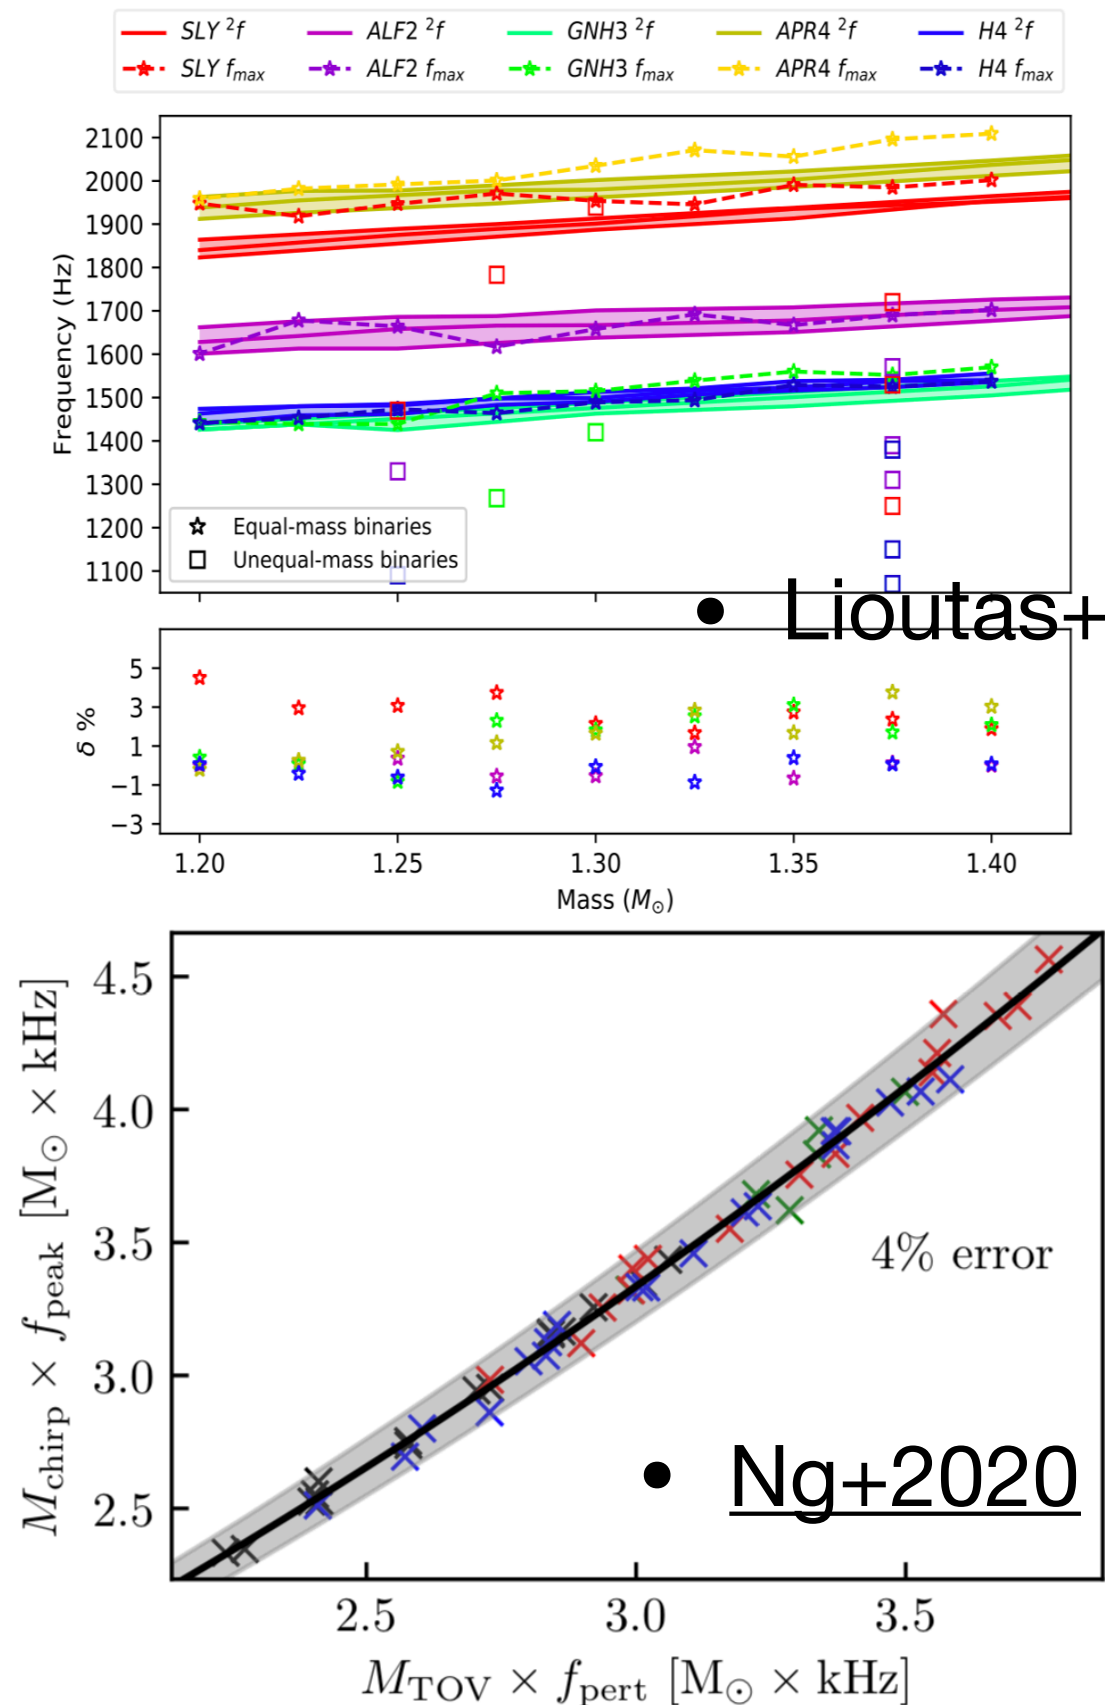 SLY ²f ALF2 ²f GNH3 ²f APR4 ²f H4 ²f
SLY f_max ALF2 f_max GNH3 f_max APR4 f_max H4 f_max
2100
2000
1900
1800
1700
1600
1500
1400
1300
1200
1100
Frequency (Hz)
Equal-mass binaries
Unequal-mass binaries
• Lioutas+
5
3
1
−1
−3
δ %
1.20 1.25 1.30 1.35 1.40
Mass (M_⊙)
4.5
4.0
3.5
3.0
2.5
M_chirp × f_peak [M_⊙ × kHz]
4% error
• Ng+2020
2.5 3.0 3.5
M_TOV × f_pert [M_⊙ × kHz]